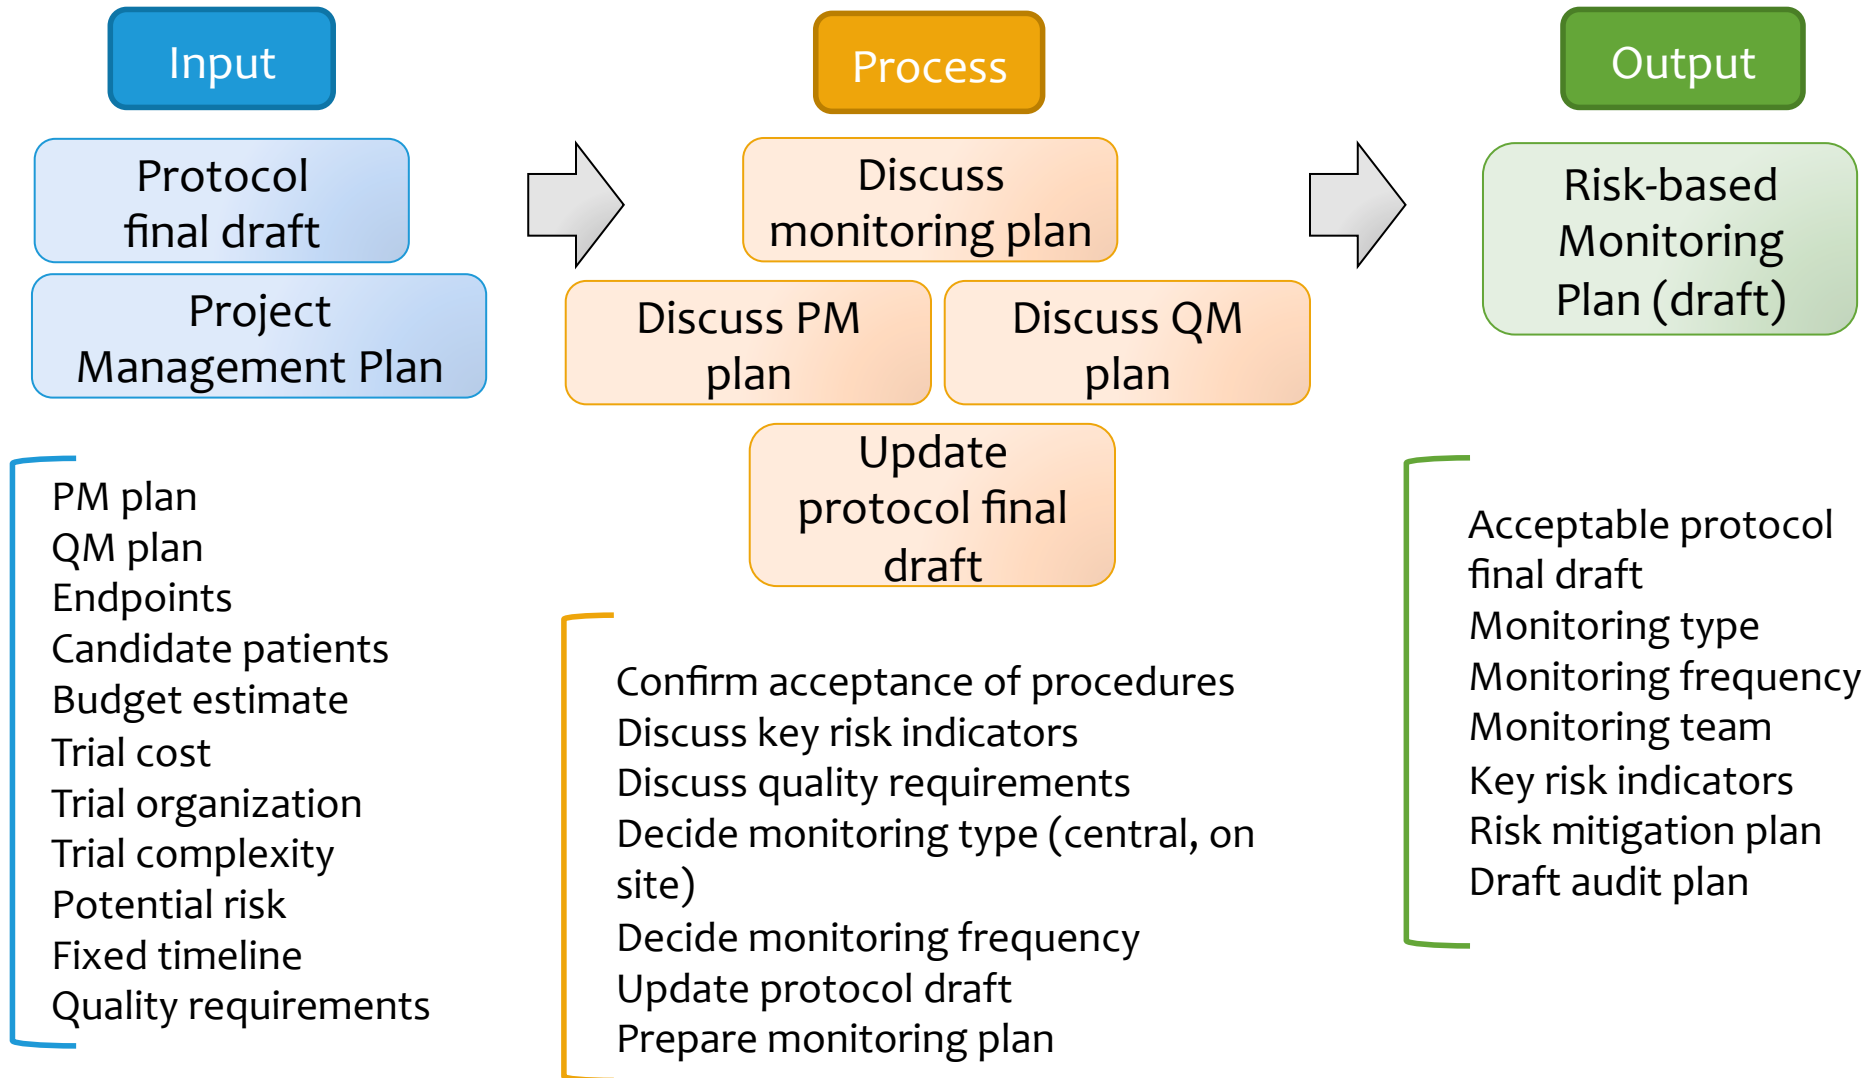 Input
Protocol
final draft
Project
Management Plan
PM plan
QM plan
Endpoints
Candidate patients
Budget estimate
Trial cost
Trial organization
Trial complexity
Potential risk
Fixed timeline
Quality requirements
Process
Discuss
monitoring plan
Discuss PM
plan
Discuss QM
plan
Update
protocol final
draft
Confirm acceptance of procedures
Discuss key risk indicators
Discuss quality requirements
Decide monitoring type (central, on
site)
Decide monitoring frequency
Update protocol draft
Prepare monitoring plan
Output
Risk-based
Monitoring
Plan (draft)
Acceptable protocol
final draft
Monitoring type
Monitoring frequency
Monitoring team
Key risk indicators
Risk mitigation plan
Draft audit plan